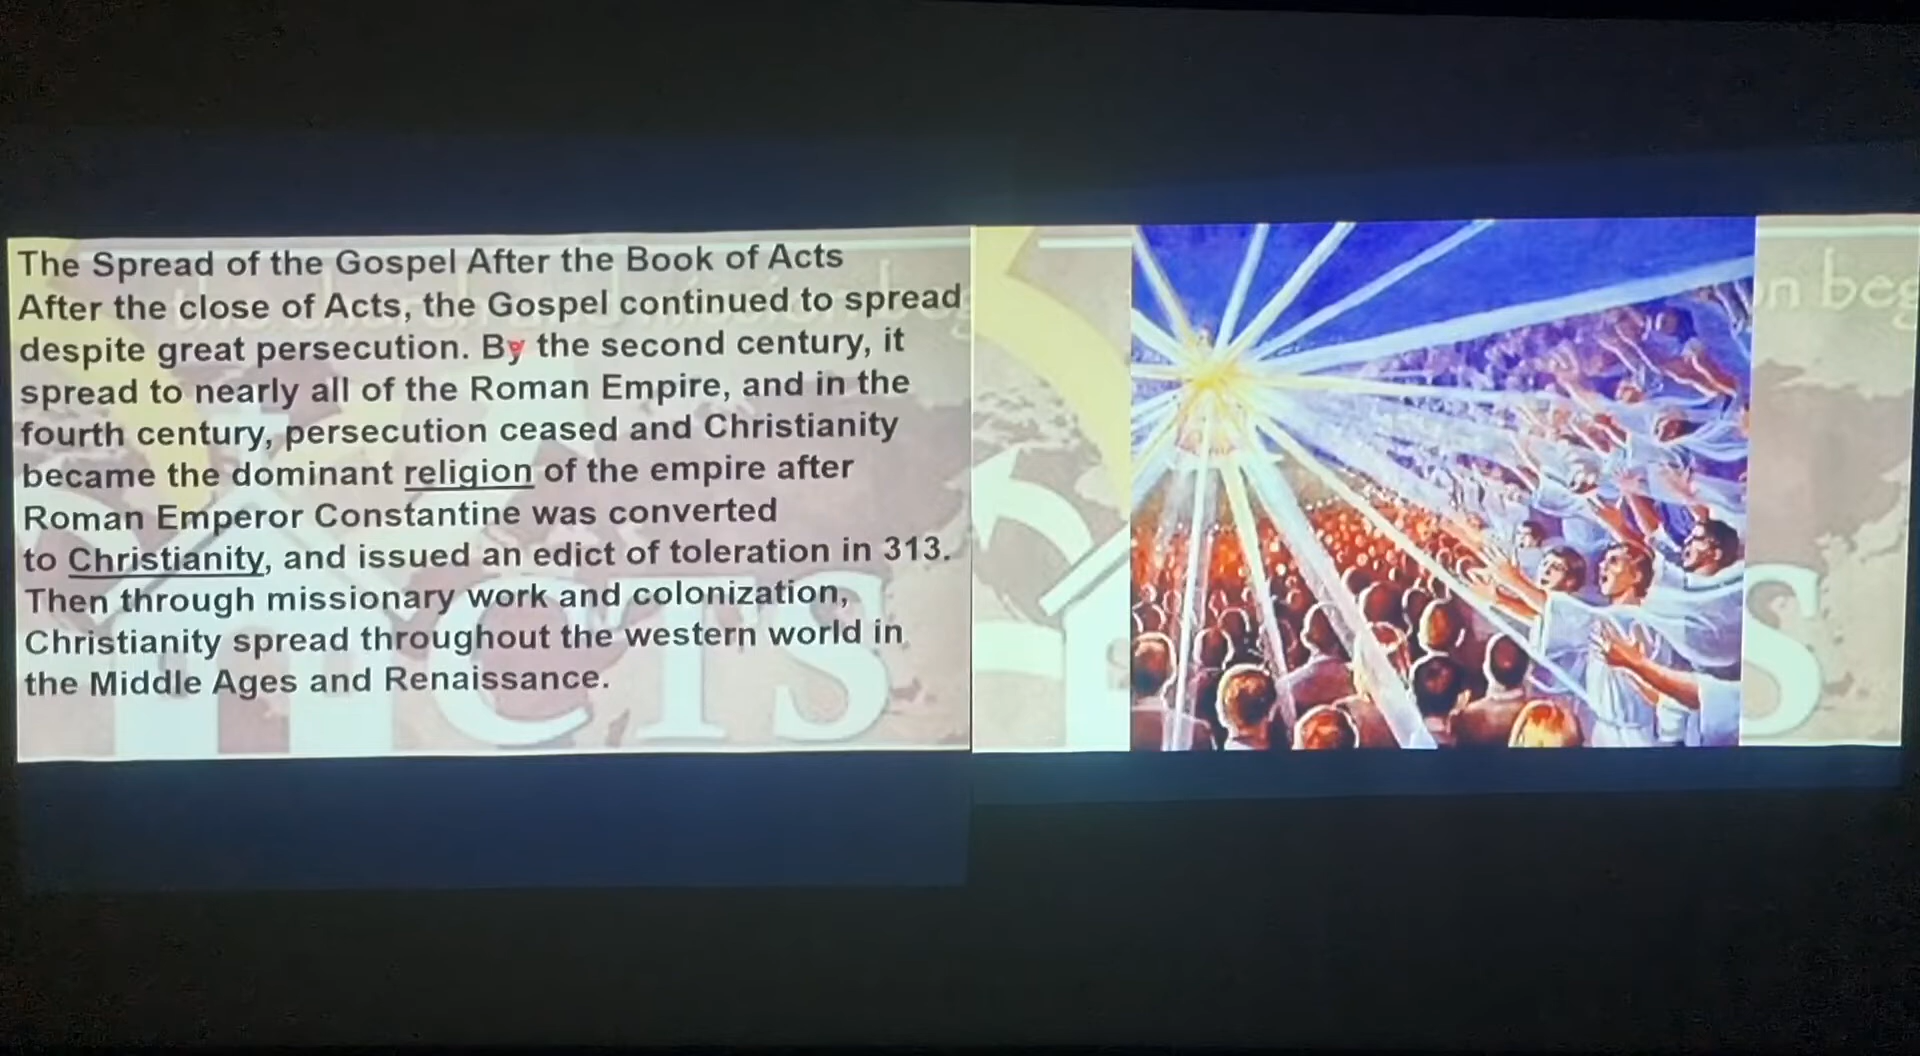 The Spread of the Gospel After the Book of Acts
After the close of Acts, the Gospel continued to spread
despite great persecution. By the second century, it
spread to nearly all of the Roman Empire, and in the
fourth century, persecution ceased and Christianity
became the dominant religion of the empire after
Roman Emperor Constantine was converted
to Christianity, and issued an edict of toleration in 313.
Then through missionary work and colonization,
Christianity spread throughout the western world in
the Middle Ages and Renaissance.
CTS
n beg
S